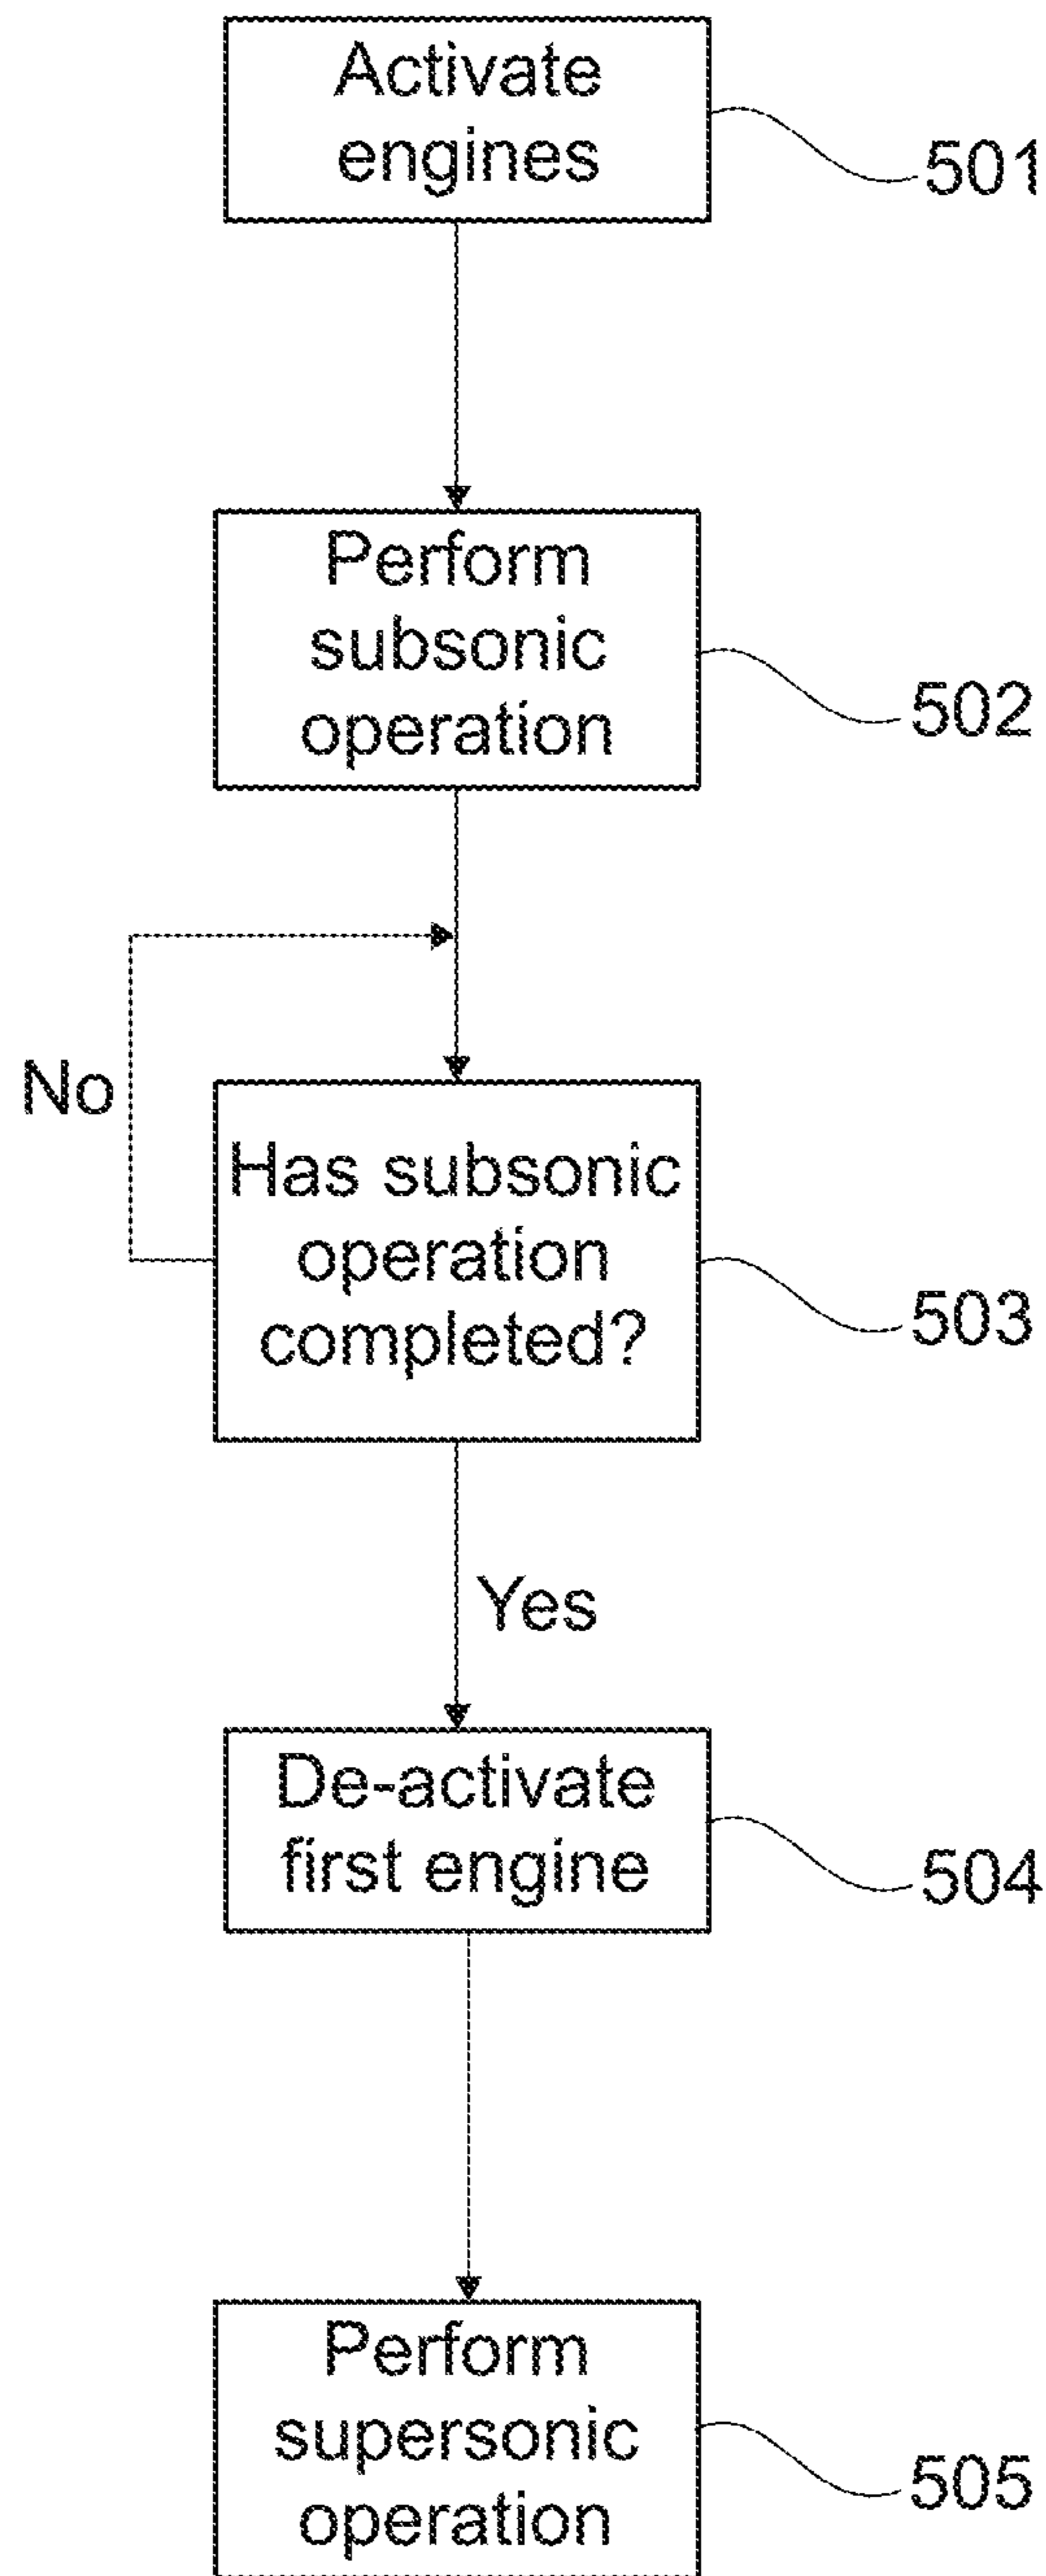 Activate
engines
501
Perform
subsonic
operation
502
No
Has subsonic
operation
completed?
503
Yes
De-activate
first engine
504
Perform
supersonic
operation
505